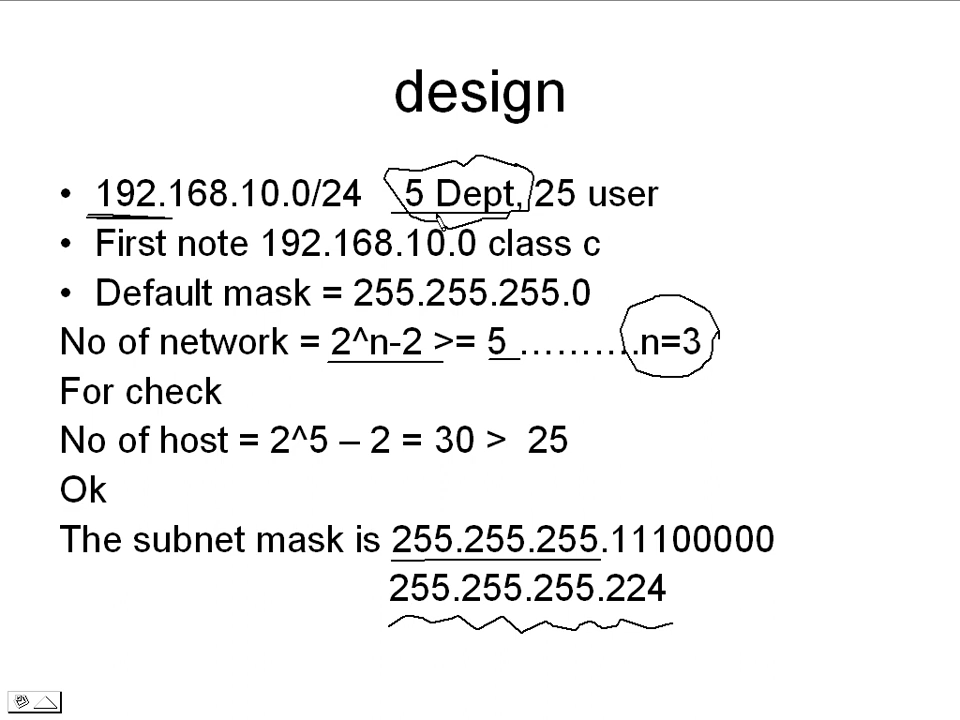 design
• 192.168.10.0/24 5 Dept, 25 user
• First note 192.168.10.0 class c
• Default mask = 255.255.255.0
No of network = 2^n-2 >= 5 ……….n=3
For check
No of host = 2^5 – 2 = 30 > 25
Ok
The subnet mask is 255.255.255.11100000
255.255.255.224